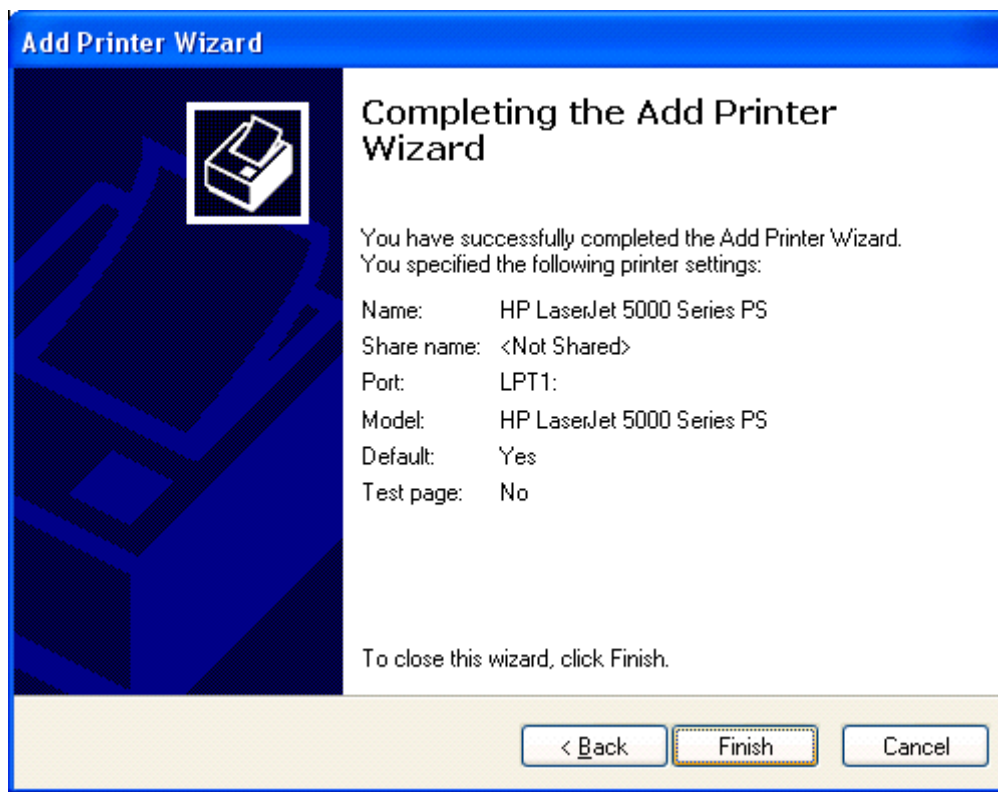 Add Printer Wizard
Completing the Add Printer
Wizard
You have successfully completed the Add Printer Wizard.
You specified the following printer settings:
Name: HP LaserJet 5000 Series PS
Share name: <Not Shared>
Port: LPT1:
Model: HP LaserJet 5000 Series PS
Default: Yes
Test page: No
To close this wizard, click Finish.
< Back Finish Cancel